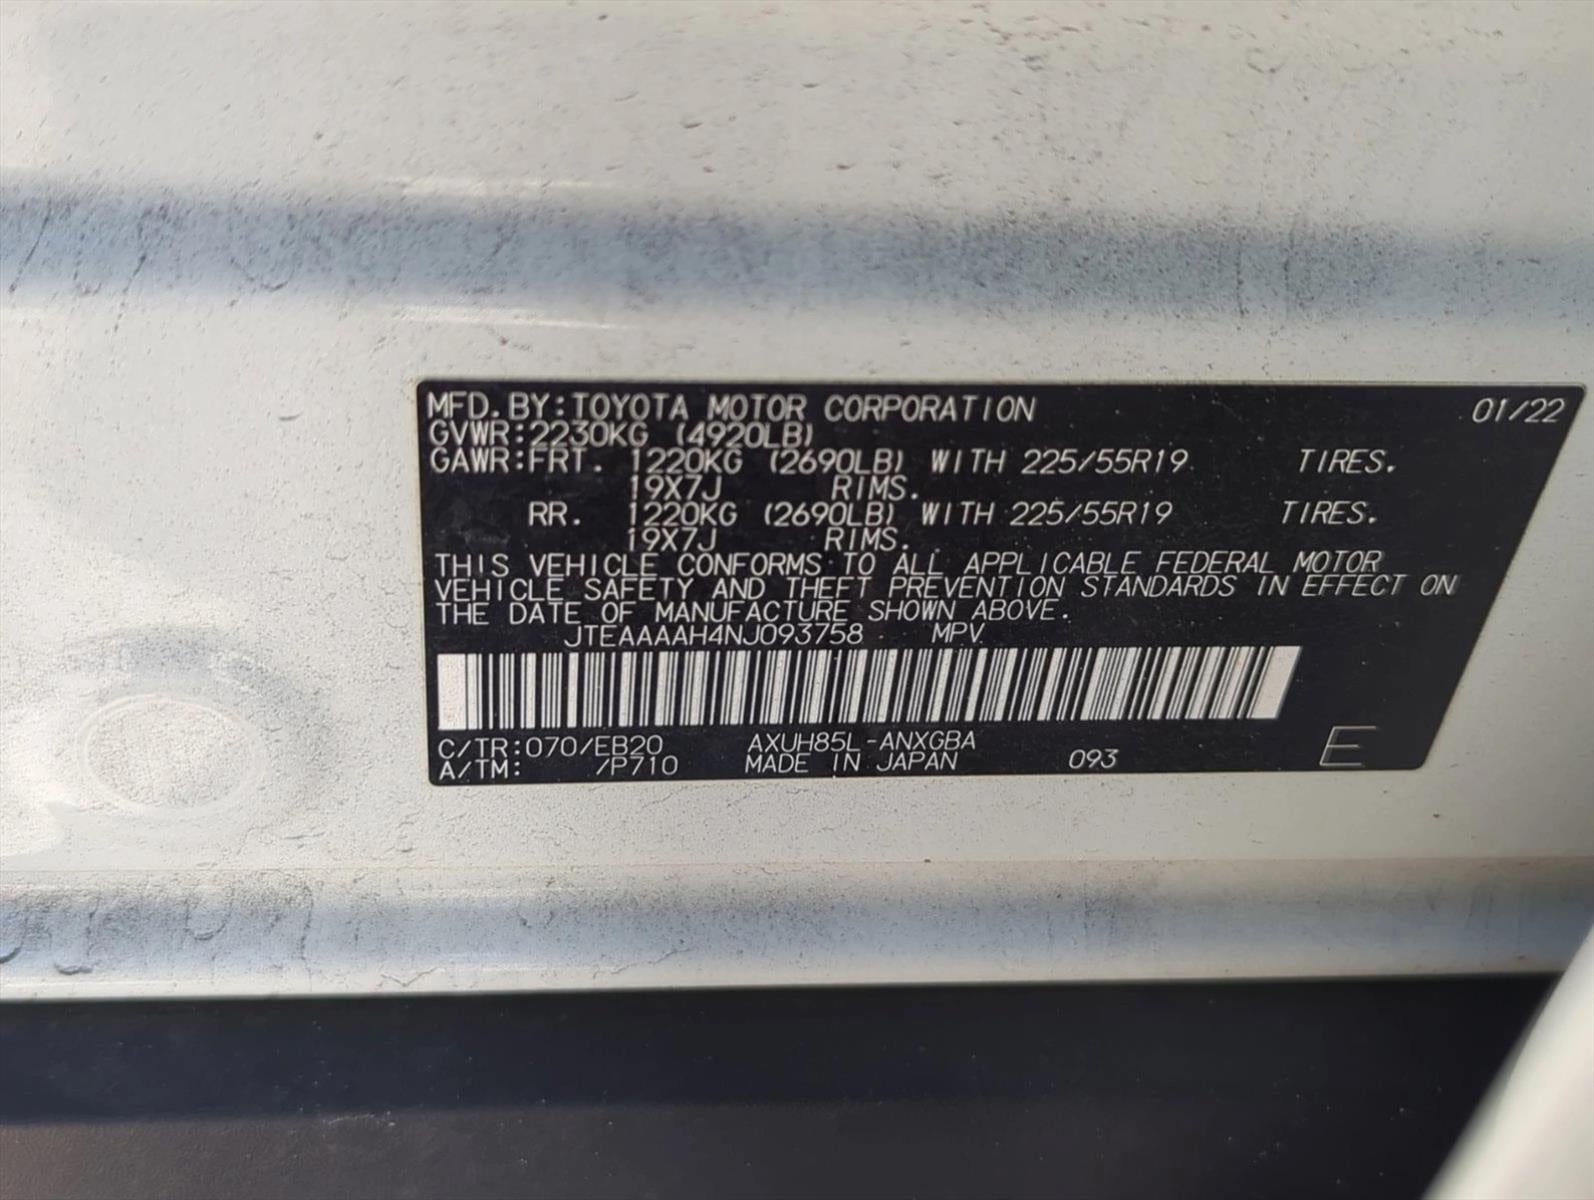 MFD.BY:TOYOTA MOTOR CORPORATION 01/22
GVWR:2230KG (4920LB)
GAWR:FRT. 1220KG (2690LB) WITH 225/55R19 TIRES.
19X7J RIMS.
RR. 1220KG (2690LB) WITH 225/55R19 TIRES.
19X7J RIMS.
THIS VEHICLE CONFORMS TO ALL APPLICABLE FEDERAL MOTOR
VEHICLE SAFETY AND THEFT PREVENTION STANDARDS IN EFFECT ON
THE DATE OF MANUFACTURE SHOWN ABOVE.
JTEAAAAH4NJ093758 MPV
C/TR:070/EB20 AXUH85L-ANXGBA
A/TM: /P710 MADE IN JAPAN 093 E